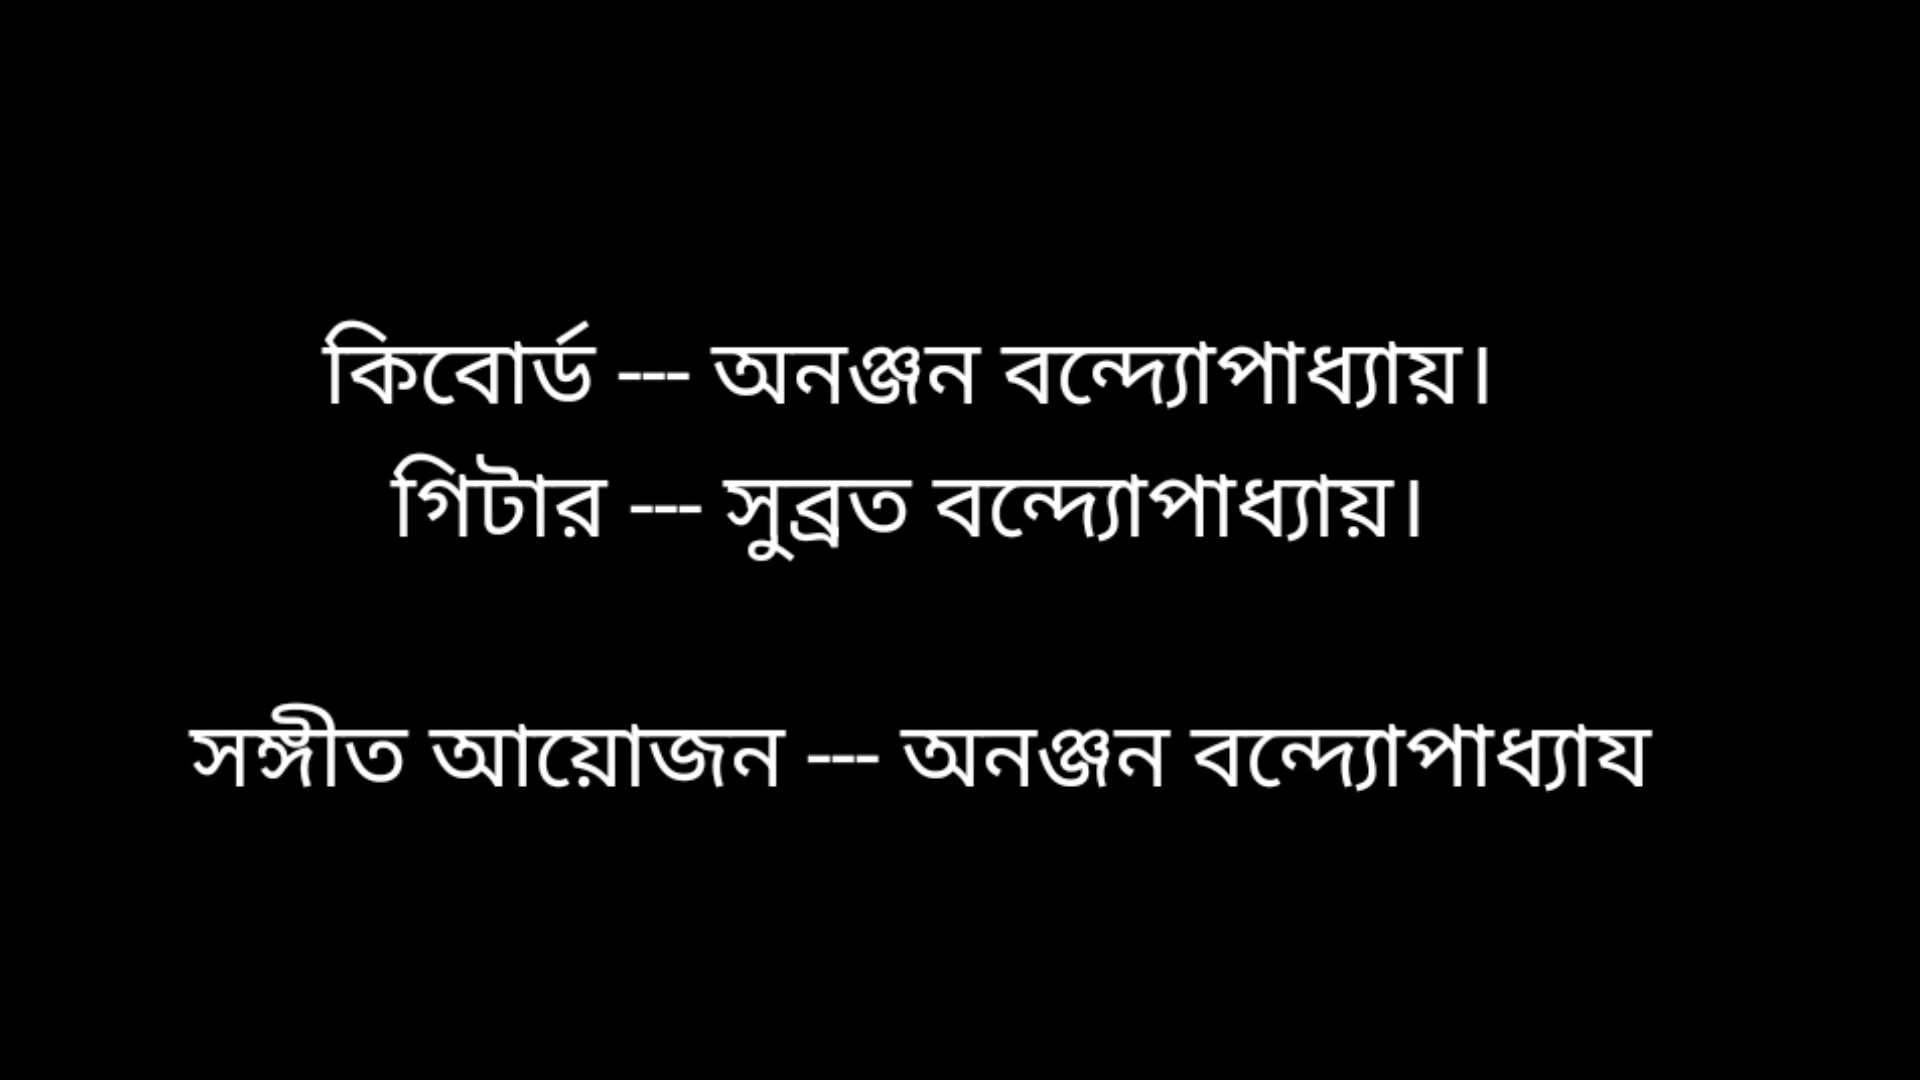 কিবোর্ড --- অনঞ্জন বন্দ্যোপাধ্যায়।
গিটার --- সুব্রত বন্দ্যোপাধ্যায়।
সঙ্গীত আয়োজন --- অনঞ্জন বন্দ্যোপাধ্যায